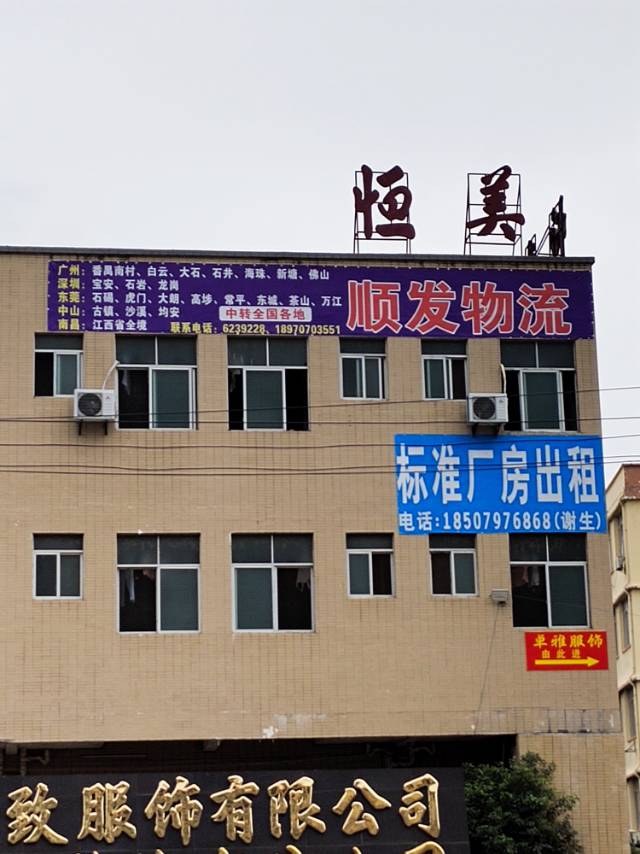 恒美
广州：番禺南村、白云、大石、石井、海珠、新塘、佛山
深圳：宝安、石岩、龙岗
东莞：石碣、虎门、大朗、高埗、常平、东城、茶山、万江
中山：古镇、沙溪、均安
中转全国各地
南昌：江西省全境
联系电话：6239228、18970703551
顺发物流
标准厂房出租
电话:18507976868(谢生)
卓雅服饰
由此进
致服饰有限公司